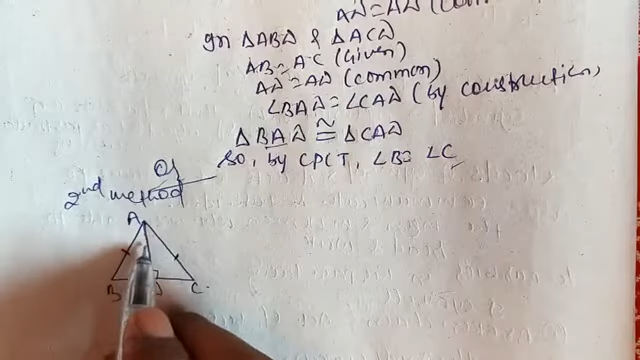 AD = AD (com
In ΔABD & ΔACD
AB = AC (Given)
AD = AD (common)
∠BAD = ∠CAD (by construction)
ΔBAD ≅ ΔCAD
So, by CPCT, ∠B = ∠C
Or
2nd method
A
B C